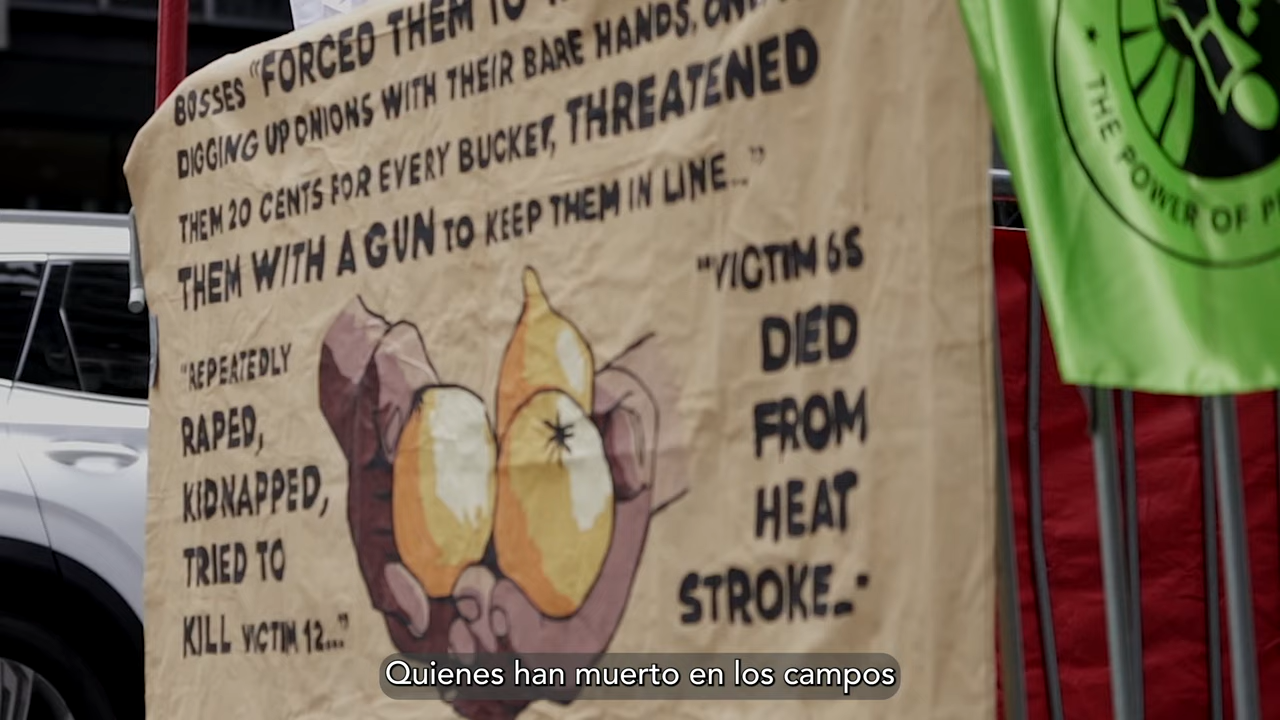 BOSSES "FORCED THEM TO
DIGGING UP ONIONS WITH THEIR BARE HANDS,
THEM 20 CENTS FOR EVERY BUCKET, THREATENED
THEM WITH A GUN TO KEEP THEM IN LINE..."
"REPEATEDLY
RAPED,
KIDNAPPED,
TRIED TO
KILL VICTIM 12..."
"VICTIM 65
DIED
FROM
HEAT
STROKE..."
THE POWER OF
Quienes han muerto en los campos